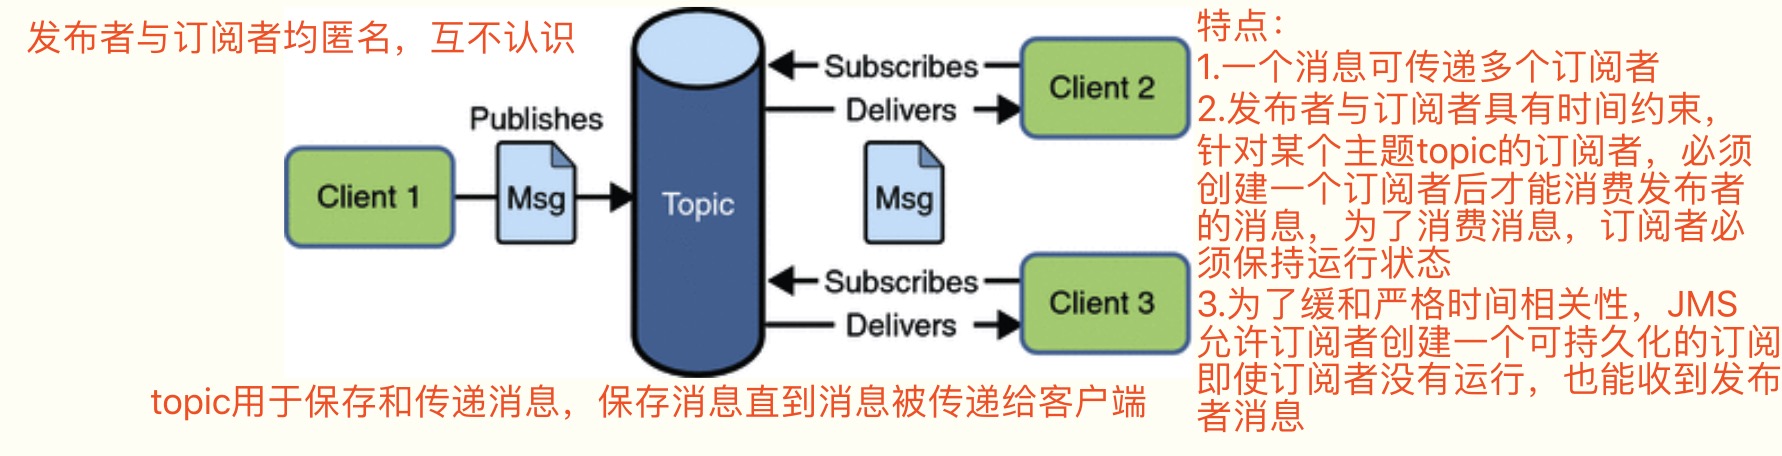 发布者与订阅者均匿名，互不认识
Publishes
Client 1
Msg
Topic
Subscribes
Delivers
Client 2
Msg
Subscribes
Delivers
Client 3
topic用于保存和传递消息，保存消息直到消息被传递给客户端
特点：
1.一个消息可传递多个订阅者
2.发布者与订阅者具有时间约束，
针对某个主题topic的订阅者，必须
创建一个订阅者后才能消费发布者
的消息，为了消费消息，订阅者必
须保持运行状态
3.为了缓和严格时间相关性，JMS
允许订阅者创建一个可持久化的订阅
即使订阅者没有运行，也能收到发布
者消息